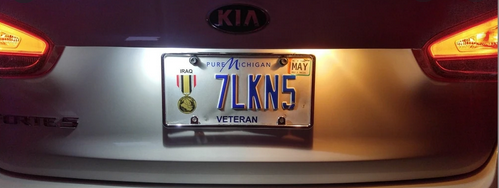 KIA
PURE MICHIGAN
IRAQ
MAY
7LKN5
VETERAN
FORTE5